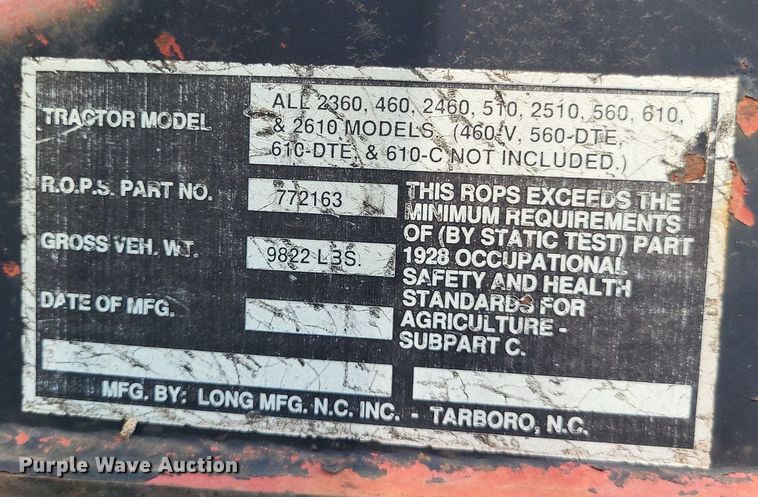 TRACTOR MODEL
ALL 2360, 460, 2460, 510, 2510, 560, 610,
& 2610 MODELS. (460-V, 560-DTE,
610-DTE, & 610-C NOT INCLUDED.)
R.O.P.S. PART NO.
772163
GROSS VEH. WT.
9822 LBS.
DATE OF MFG.
THIS ROPS EXCEEDS THE
MINIMUM REQUIREMENTS
OF (BY STATIC TEST) PART
1928 OCCUPATIONAL
SAFETY AND HEALTH
STANDARDS FOR
AGRICULTURE -
SUBPART C.
MFG. BY: LONG MFG. N.C. INC. - TARBORO, N.C.
Purple Wave Auction